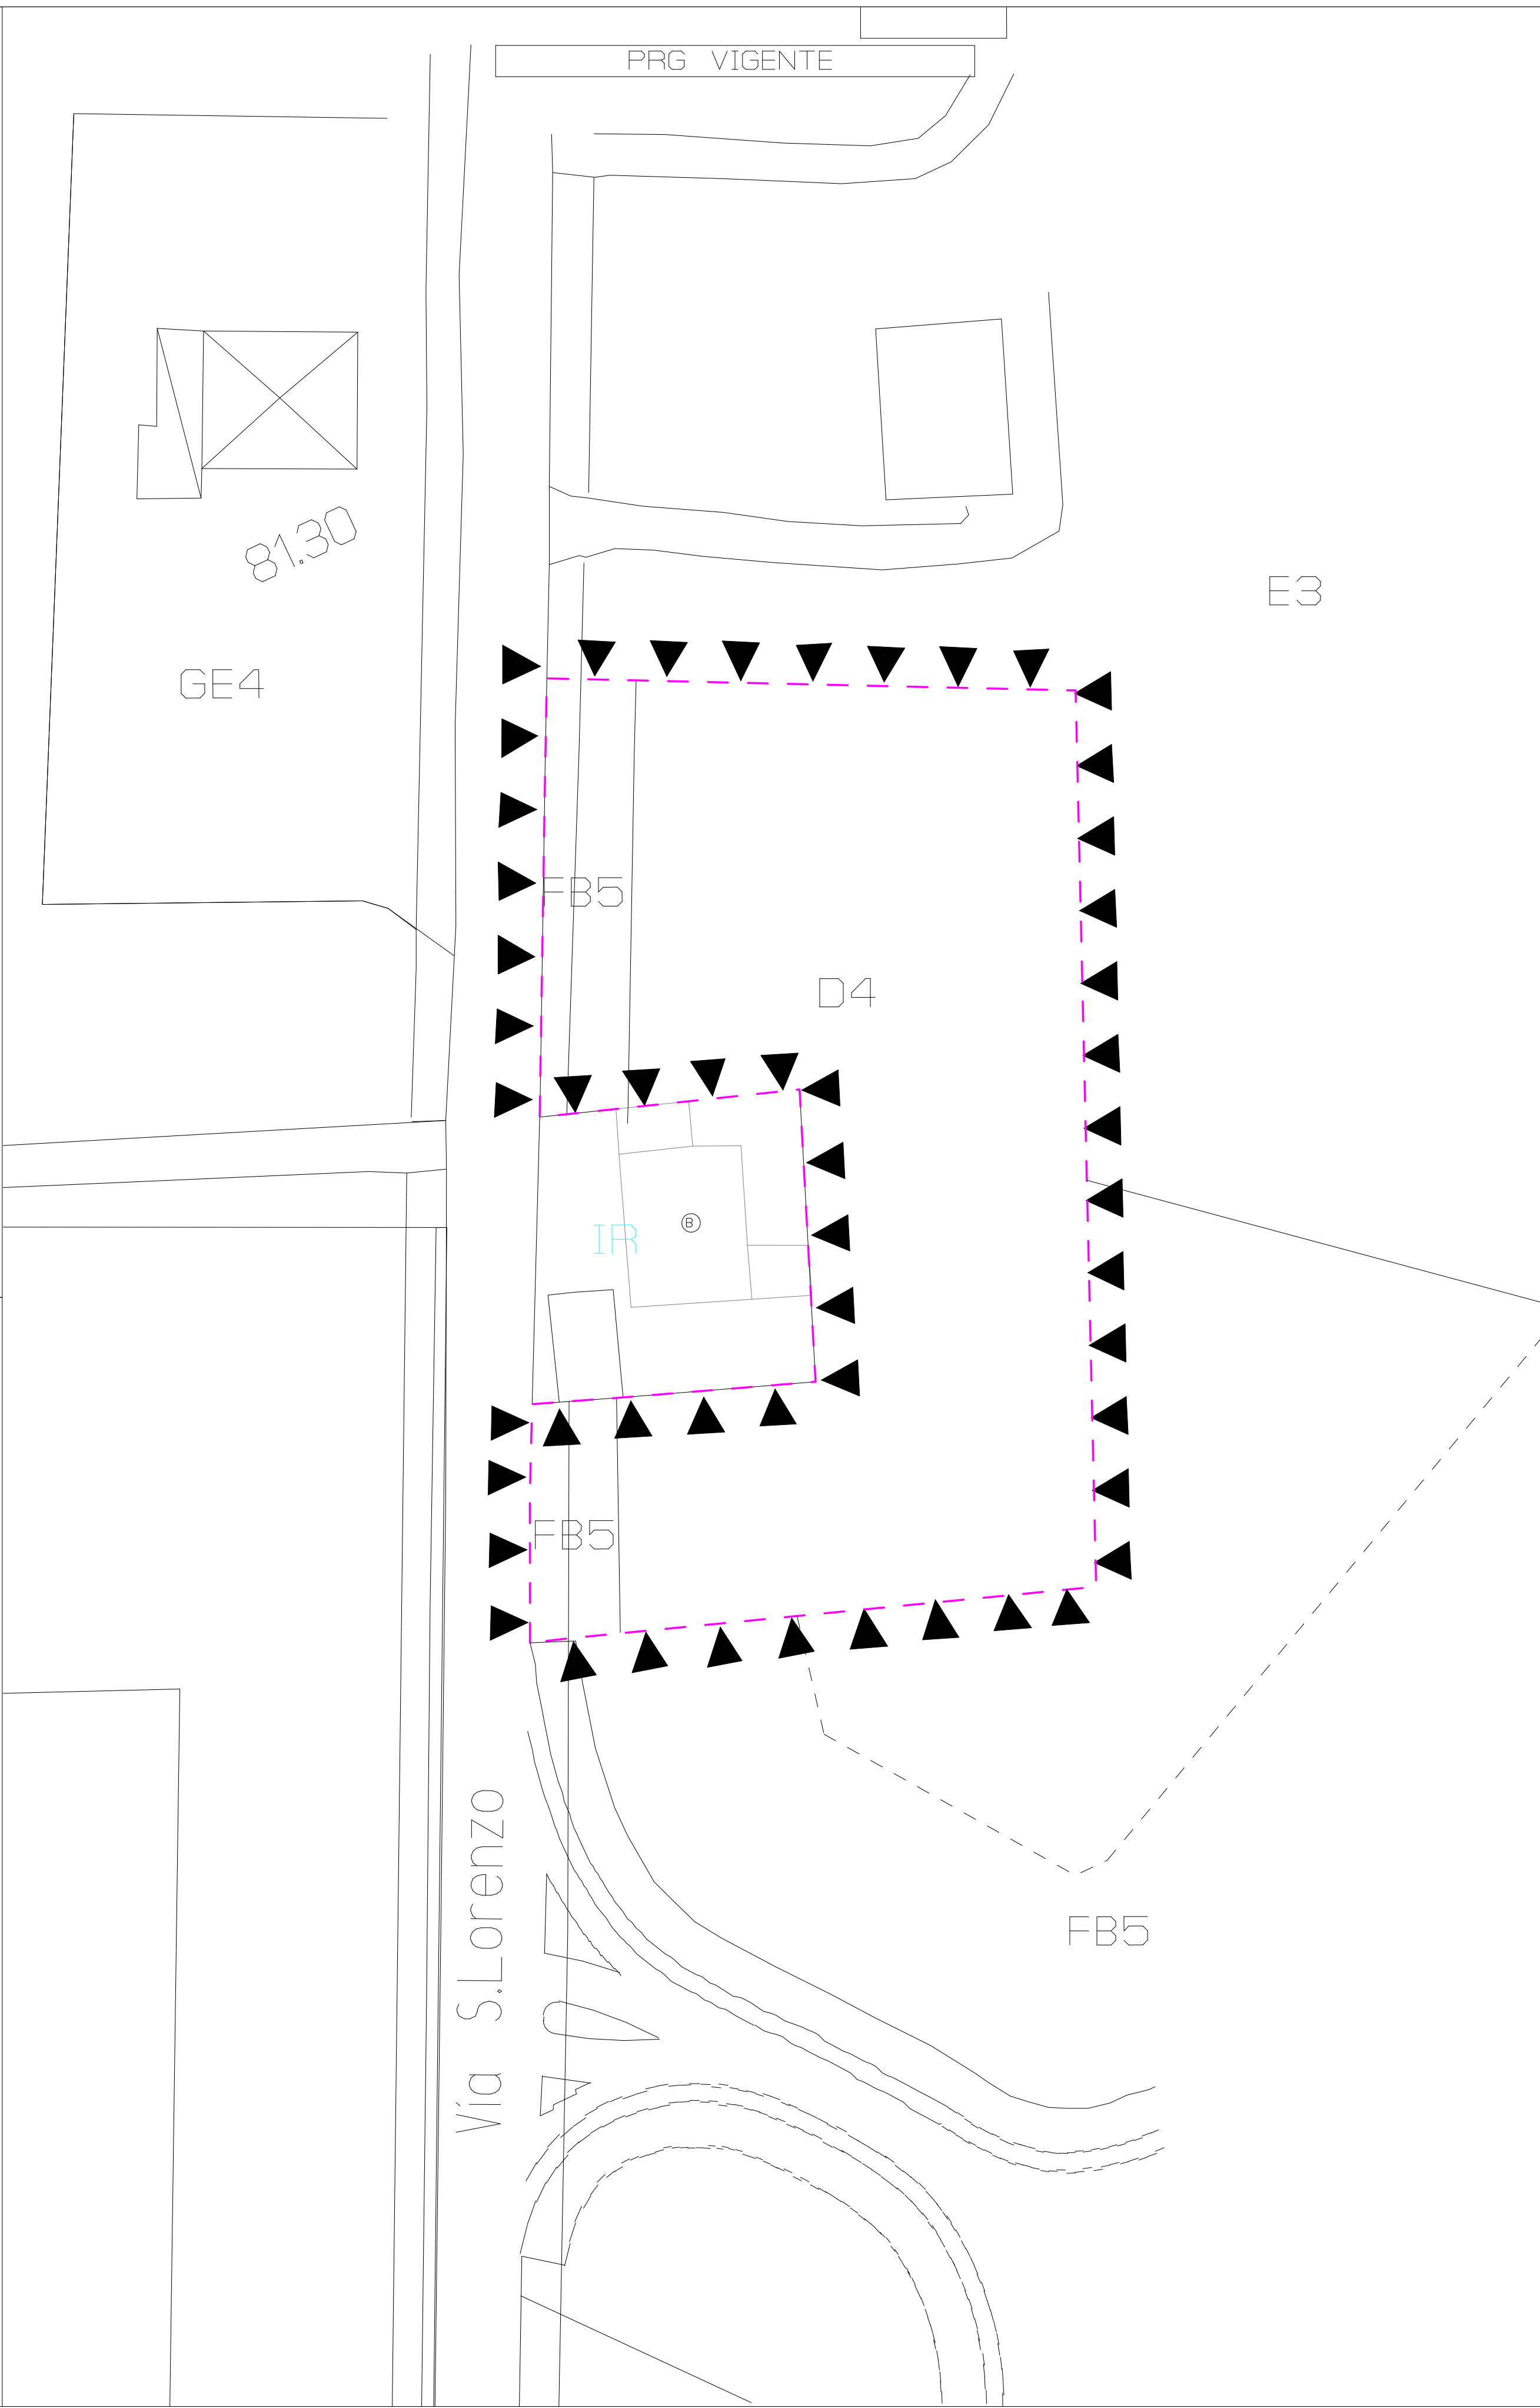 PRG VIGENTE
81.30
E3
GE4
FB5
D4
IR
B
FB5
Via S.Lorenzo
FB5